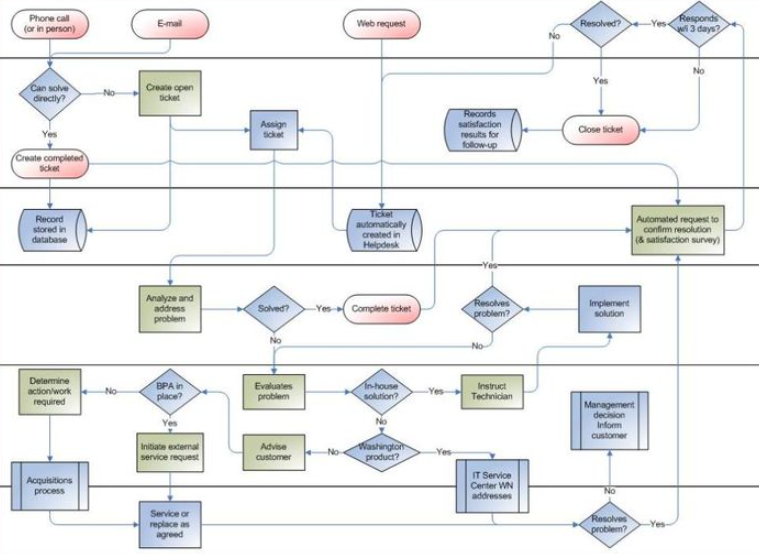 Phone call
(or in person)
E-mail
Web request
Resolved?
Yes
Responds
w/i 3 days?
No
Yes
No
Can solve
directly?
No
Create open
ticket
Assign
ticket
Records
satisfaction
results for
follow-up
Close ticket
Yes
Create completed
ticket
Record
stored in
database
Ticket
automatically
created in
Helpdesk
Automated request to
confirm resolution
(& satisfaction survey)
Yes
Analyze and
address
problem
Solved?
Yes
Complete ticket
Resolves
problem?
Implement
solution
No
No
Determine
action/work
required
No
BPA in
place?
Evaluates
problem
In-house
solution?
Yes
Instruct
Technician
Management
decision
Inform
customer
Yes
No
Initiate external
service request
Advise
customer
No
Washington
product?
Yes
Acquisitions
process
IT Service
Center WN
addresses
No
Service or
replace as
agreed
Resolves
problem?
Yes